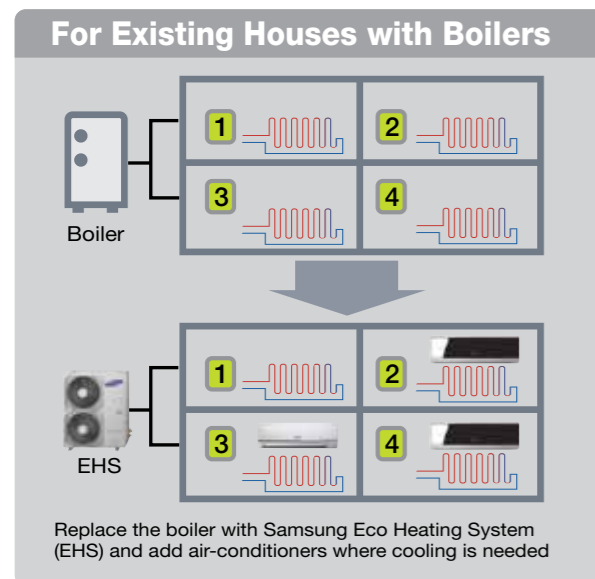 For Existing Houses with Boilers
1
2
3
4
Boiler
1
2
3
4
EHS
Replace the boiler with Samsung Eco Heating System
(EHS) and add air-conditioners where cooling is needed